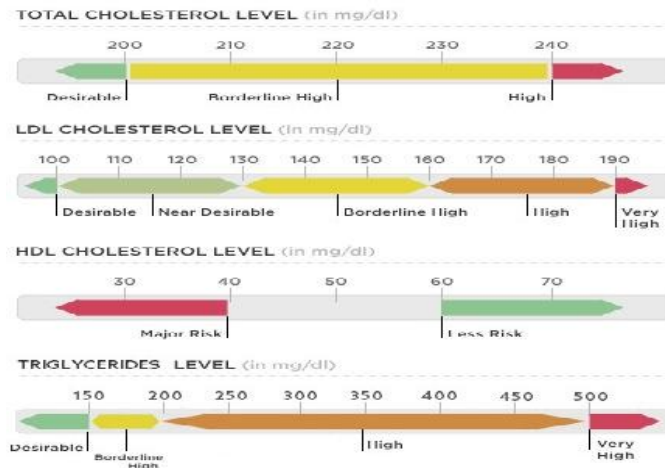 TOTAL CHOLESTEROL LEVEL (in mg/dl)
200 210 220 230 240
Desirable Borderline High High
LDL CHOLESTEROL LEVEL (in mg/dl)
100 110 120 130 140 150 160 170 180 190
Desirable Near Desirable Borderline High High Very
High
HDL CHOLESTEROL LEVEL (in mg/dl)
30 40 50 60 70
Major Risk Less Risk
TRIGLYCERIDES LEVEL (in mg/dl)
150 200 250 300 350 400 450 500
Desirable Borderline High Very
High High